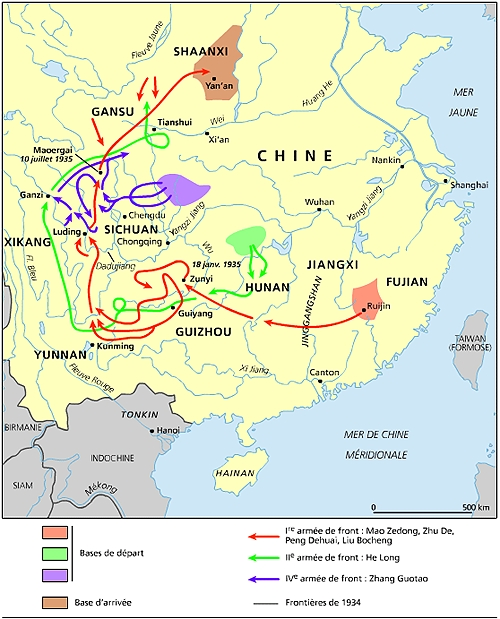 SHAANXI
Fleuve Jaune
Yan'an
GANSU
Huang He
MER
JAUNE
Tianshui
Wei
Xi'an
Maoergai
10 juillet 1935
CHINE
Nankin
Shanghai
Ganzi
Chengdu
Yangzi Jiang
Wuhan
Yangzi Jiang
Luding
SICHUAN
XIKANG
Chongqing
Dadujiang
Wu
18 janv. 1935
JIANGXI
Fl. Bleu
Zunyi
HUNAN
FUJIAN
JINGGANGSHAN
Ruijin
Guiyang
GUIZHOU
TAIWAN
(FORMOSE)
YUNNAN
Kunming
Xi Jiang
Fleuve Rouge
Canton
TONKIN
BIRMANIE
Hanoi
MER DE CHINE
MÉRIDIONALE
INDOCHINE
HAINAN
SIAM
Mékong
0 500 km
Bases de départ
Base d'arrivée
Ire armée de front : Mao Zedong, Zhu De,
Peng Dehuai, Liu Bocheng
IIe armée de front : He Long
IVe armée de front : Zhang Guotao
Frontières de 1934